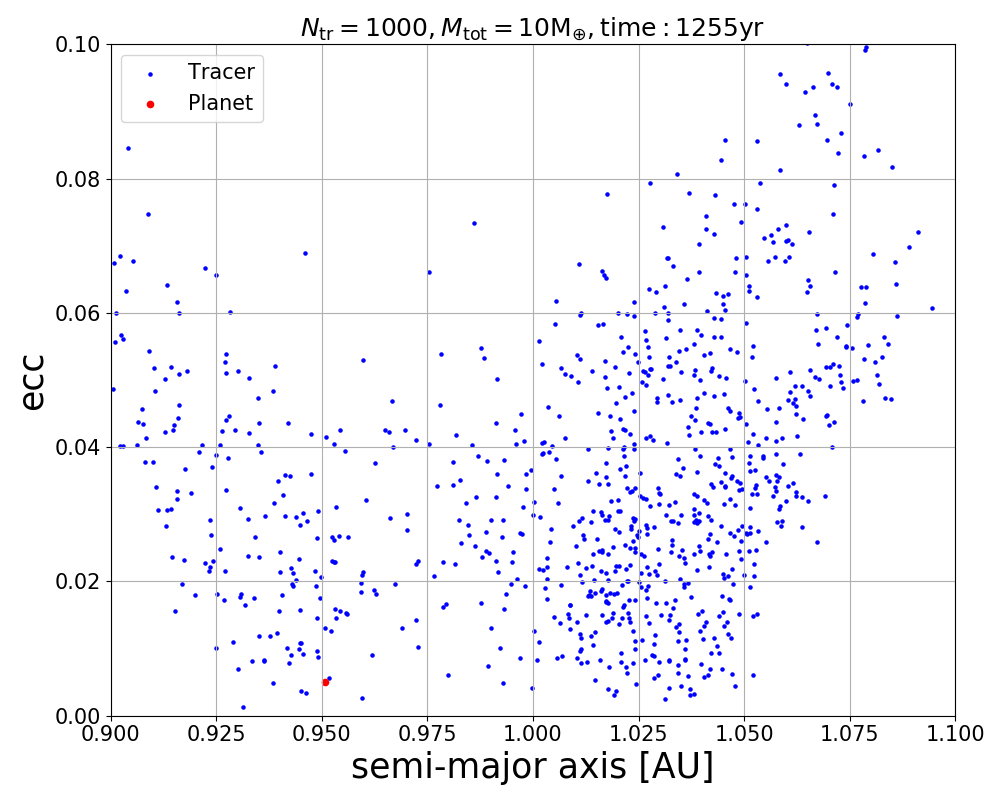 N_tr = 1000, M_tot = 10M_⊕, time : 1255yr
Tracer
Planet
ecc
0.10
0.08
0.06
0.04
0.02
0.00
0.900 0.925 0.950 0.975 1.000 1.025 1.050 1.075 1.100
semi-major axis [AU]